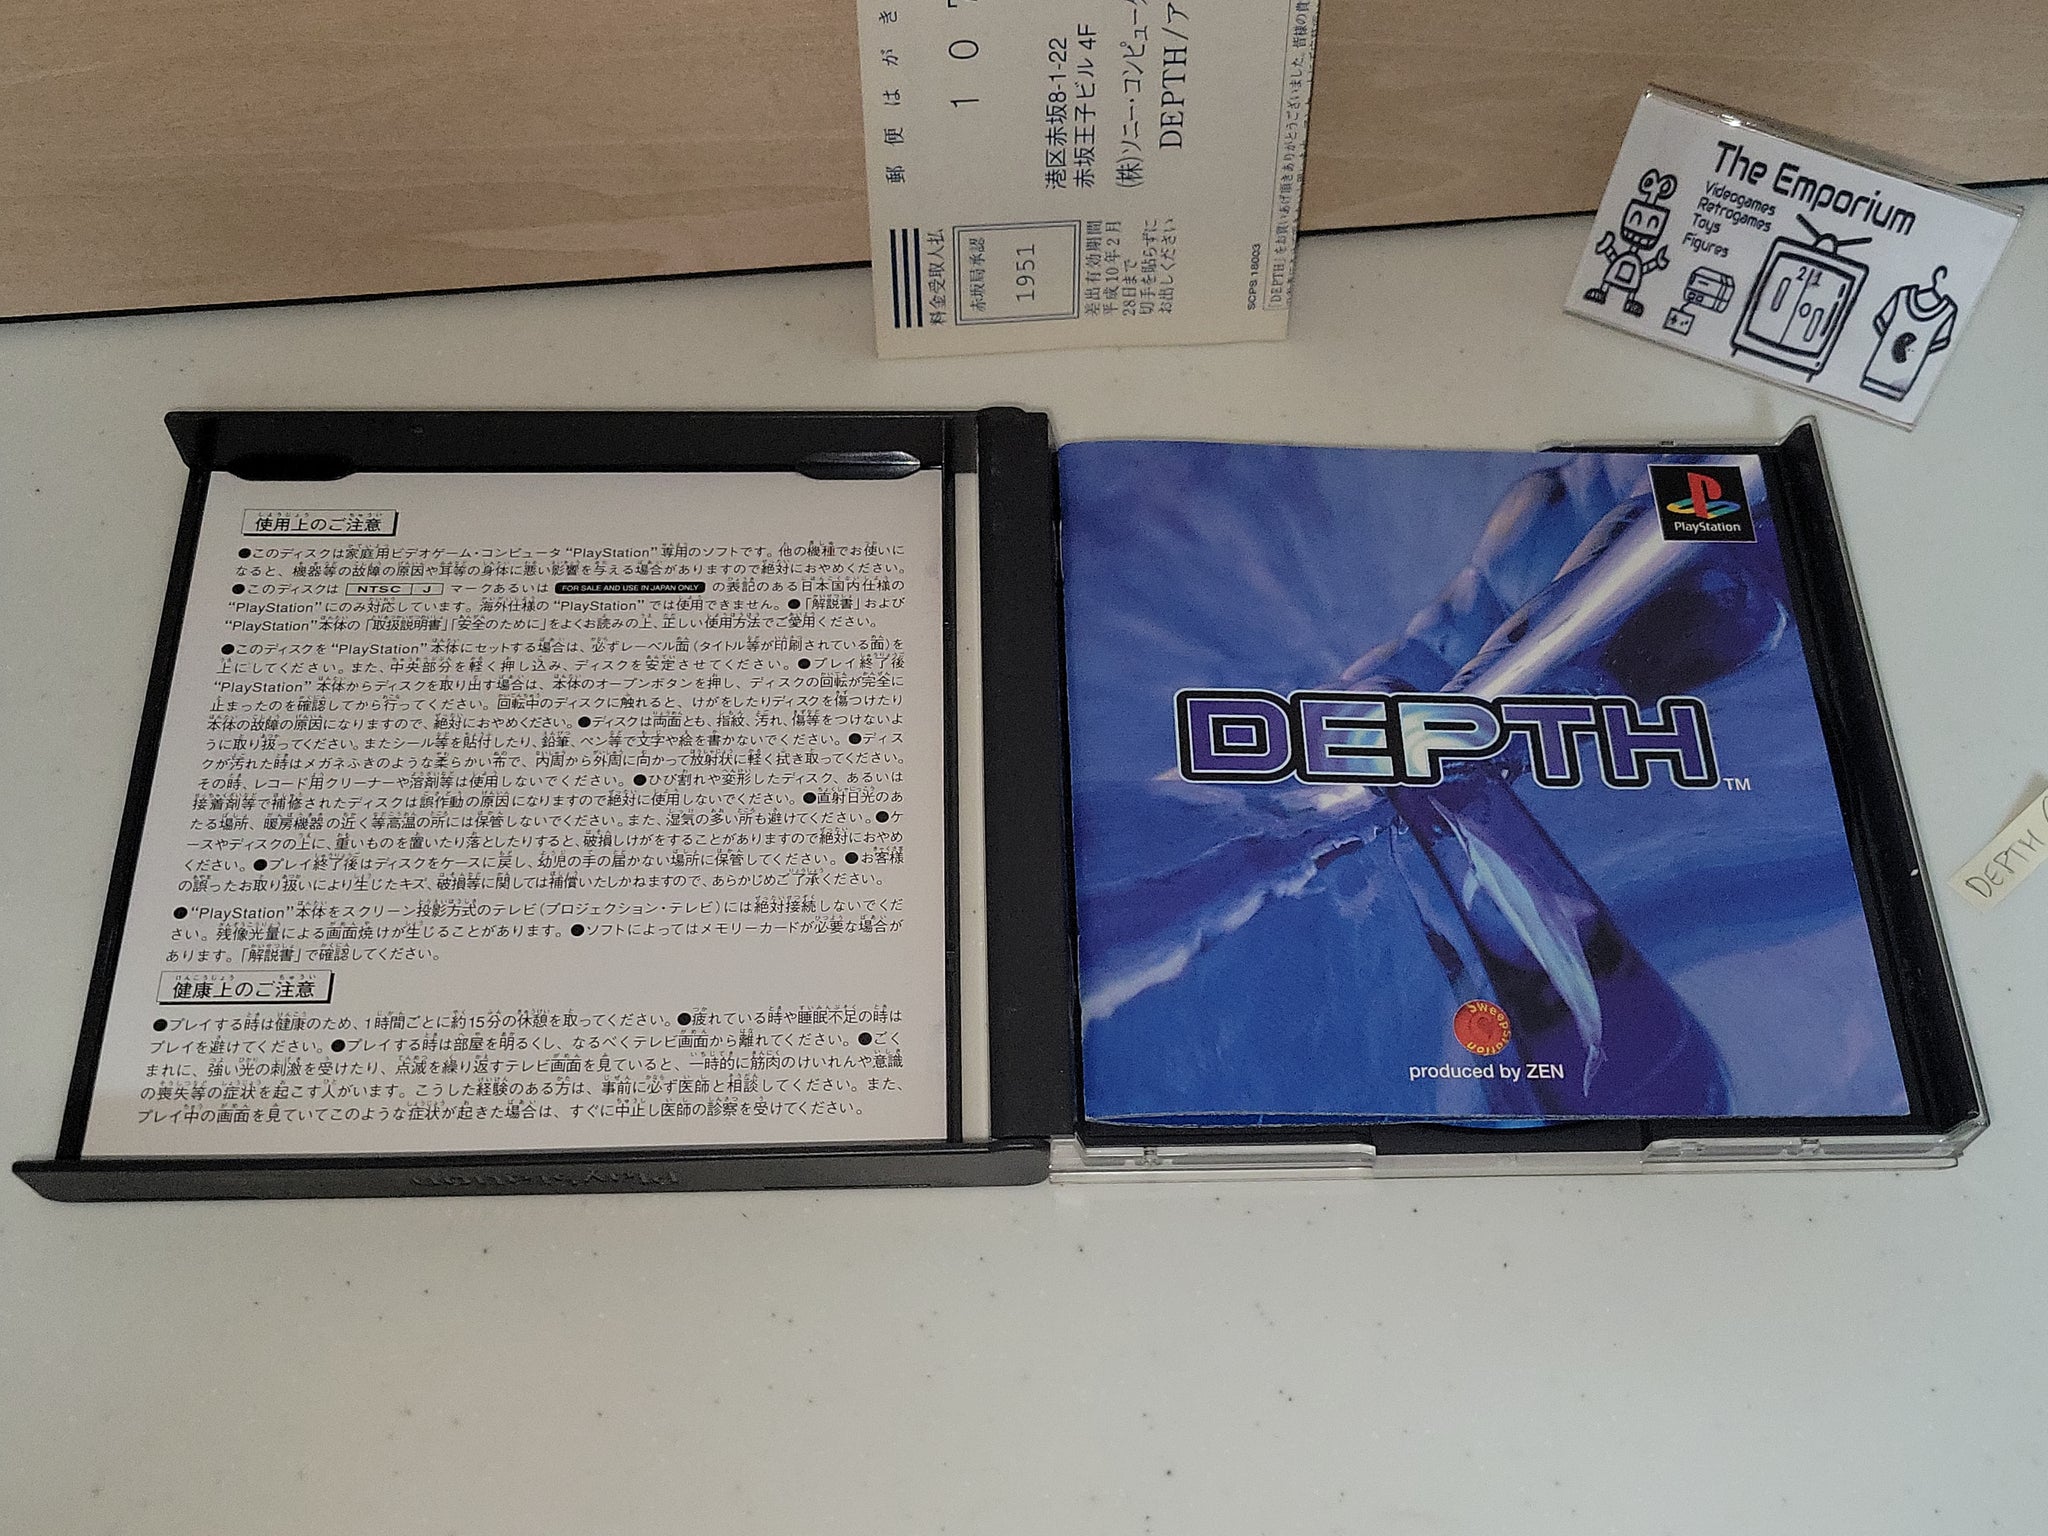 郵便はがき
107
港区赤坂8-1-22
赤坂王子ビル 4F
(株)ソニー・コンピュータ
DEPTH/ア
料金受取人払
赤坂局承認
1951
差出有効期間
平成10年2月
28日まで
切手を貼らずに
お出しください
SCPS 18003
「DEPTH」をお買いあげ頂きありがとうございました。皆様の貴
The Emporium
Videogames
Retrogames
Toys
Figures
使用上のご注意
●このディスクは家庭用ビデオゲーム・コンピュータ“PlayStation”専用のソフトです。他の機種でお使いに
なると、機器等の故障の原因や耳等の身体に悪い影響を与える場合がありますので絶対におやめください。
●このディスクは NTSC J マークあるいは FOR SALE AND USE IN JAPAN ONLY の表記のある日本国内仕様の
“PlayStation”にのみ対応しています。海外仕様の“PlayStation”では使用できません。●「解説書」および
“PlayStation”本体の「取扱説明書」「安全のために」をよくお読みの上、正しい使用方法でご愛用ください。
●このディスクを“PlayStation”本体にセットする場合は、必ずレーベル面(タイトル等が印刷されている面)を
上にしてください。また、中央部分を軽く押し込み、ディスクを安定させてください。●プレイ終了後
“PlayStation”本体からディスクを取り出す場合は、本体のオープンボタンを押し、ディスクの回転が完全に
止まったのを確認してから行ってください。回転中のディスクに触れると、けがをしたりディスクを傷つけたり
本体の故障の原因になりますので、絶対におやめください。●ディスクは両面とも、指紋、汚れ、傷等をつけないよ
うに取り扱ってください。またシール等を貼付したり、鉛筆、ペン等で文字や絵を書かないでください。●ディス
クが汚れた時はメガネふきのような柔らかい布で、内周から外周に向かって放射状に軽く拭き取ってください。
その時、レコード用クリーナーや溶剤等は使用しないでください。●ひび割れや変形したディスク、あるいは
接着剤等で補修されたディスクは誤作動の原因になりますので絶対に使用しないでください。●直射日光のあ
たる場所、暖房機器の近く等高温の所には保管しないでください。また、湿気の多い所も避けてください。●ケ
ースやディスクの上に、重いものを置いたり落としたりすると、破損しけがをすることがありますので絶対におやめ
ください。●プレイ終了後はディスクをケースに戻し、幼児の手の届かない場所に保管してください。●お客様
の誤ったお取り扱いにより生じたキズ、破損等に関しては補償いたしかねますので、あらかじめご了承ください。
●“PlayStation”本体をスクリーン投影方式のテレビ(プロジェクション・テレビ)には絶対接続しないでくだ
さい。残像光量による画面焼けが生じることがあります。●ソフトによってはメモリーカードが必要な場合が
あります。「解説書」で確認してください。
健康上のご注意
●プレイする時は健康のため、1時間ごとに約15分の休憩を取ってください。●疲れている時や睡眠不足の時は
プレイを避けてください。●プレイする時は部屋を明るくし、なるべくテレビ画面から離れてください。●ごく
まれに、強い光の刺激を受けたり、点滅を繰り返すテレビ画面を見ていると、一時的に筋肉のけいれんや意識
の喪失等の症状を起こす人がいます。こうした経験のある方は、事前に必ず医師と相談してください。また、
プレイ中の画面を見ていてこのような症状が起きた場合は、すぐに中止し医師の診察を受けてください。
PlayStation
PlayStation
DEPTH™
Sweepstation
produced by ZEN
DEPTH